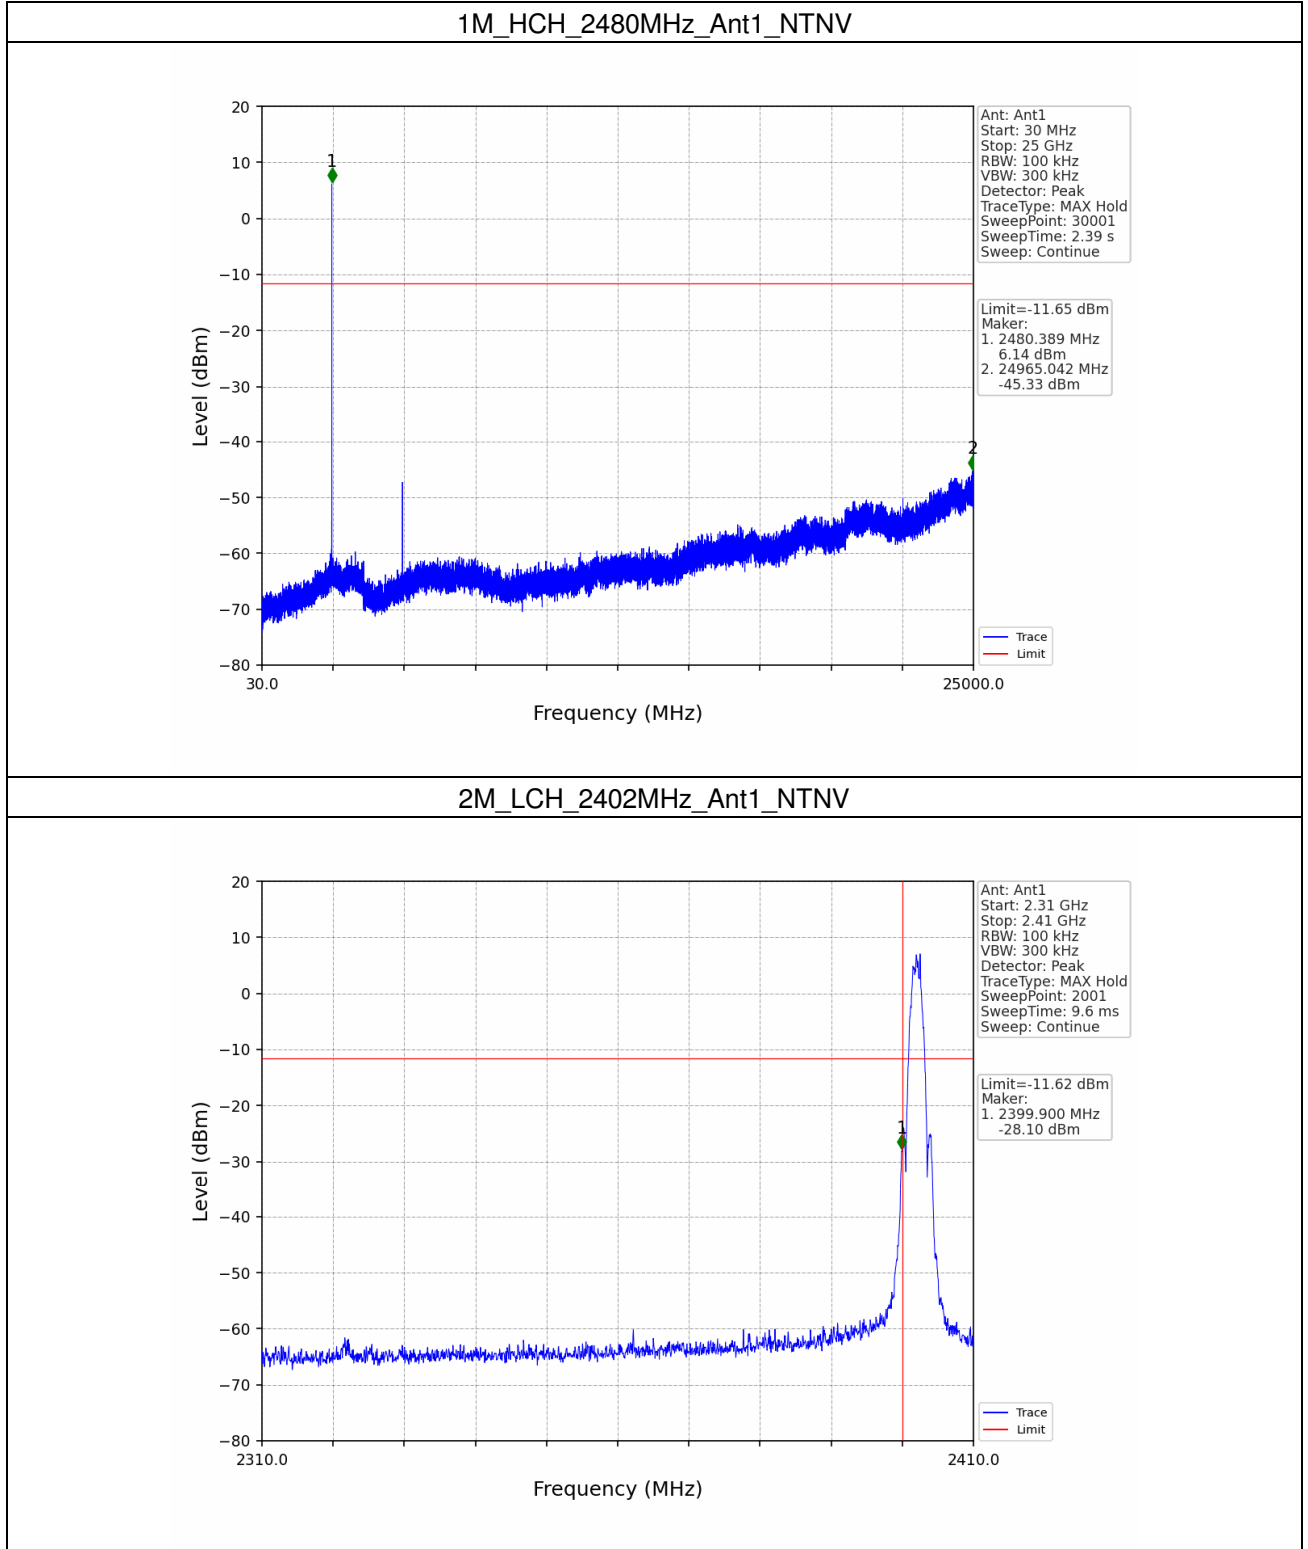 1M_HCH_2480MHz_Ant1_NTNV
20
10
0
−10
−20
−30
−40
−50
−60
−70
−80
Level (dBm)
1
2
30.0
25000.0
Frequency (MHz)
Ant: Ant1
Start: 30 MHz
Stop: 25 GHz
RBW: 100 kHz
VBW: 300 kHz
Detector: Peak
TraceType: MAX Hold
SweepPoint: 30001
SweepTime: 2.39 s
Sweep: Continue
Limit=-11.65 dBm
Maker:
1. 2480.389 MHz
6.14 dBm
2. 24965.042 MHz
-45.33 dBm
Trace
Limit
2M_LCH_2402MHz_Ant1_NTNV
20
10
0
−10
−20
−30
−40
−50
−60
−70
−80
Level (dBm)
1
2310.0
2410.0
Frequency (MHz)
Ant: Ant1
Start: 2.31 GHz
Stop: 2.41 GHz
RBW: 100 kHz
VBW: 300 kHz
Detector: Peak
TraceType: MAX Hold
SweepPoint: 2001
SweepTime: 9.6 ms
Sweep: Continue
Limit=-11.62 dBm
Maker:
1. 2399.900 MHz
-28.10 dBm
Trace
Limit